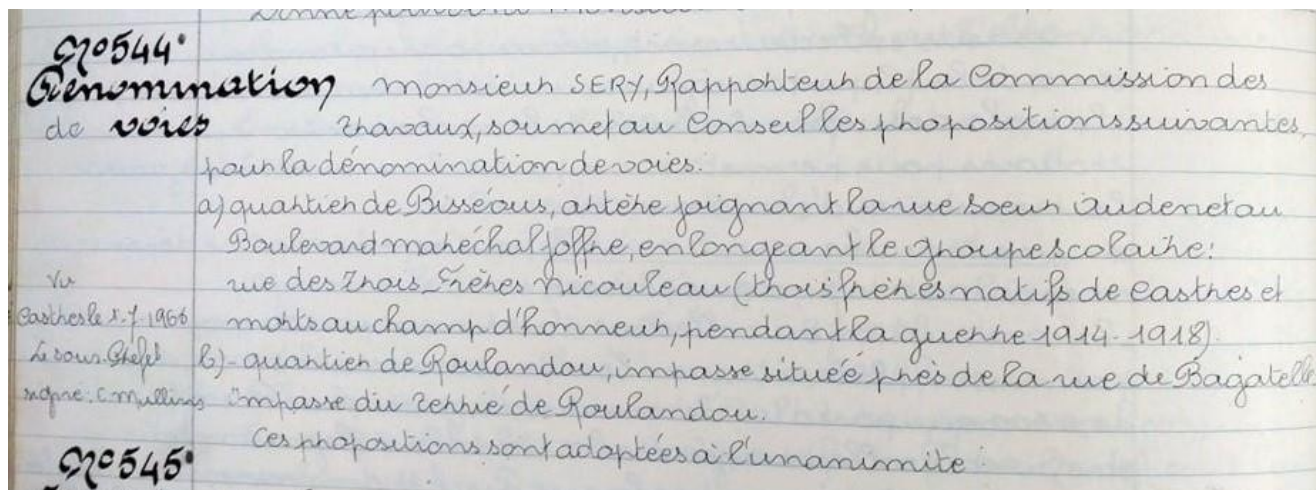 N°544°
Dénomination
de voies
Monsieur SERY, Rapporteur de la Commission des
Travaux, soumet au Conseil les propositions suivantes
pour la dénomination de voies:
a) quartier de Bisséous, artère joignant la rue Soeur Audenet au
Boulevard maréchal Joffre, en longeant le groupe scolaire:
rue des Trois Frères Nicouleau (trois frères natifs de Castres et
morts au champ d'honneur, pendant la guerre 1914-1918).
Vu
Castres le 5.7.1966
Le Sous-Préfet
signé: C
b)- quartier de Roulandou, impasse située près de la rue de Bagatelle
Impasse du Terrié de Roulandou.
Ces propositions sont adoptées à l'unanimité.
N°545°